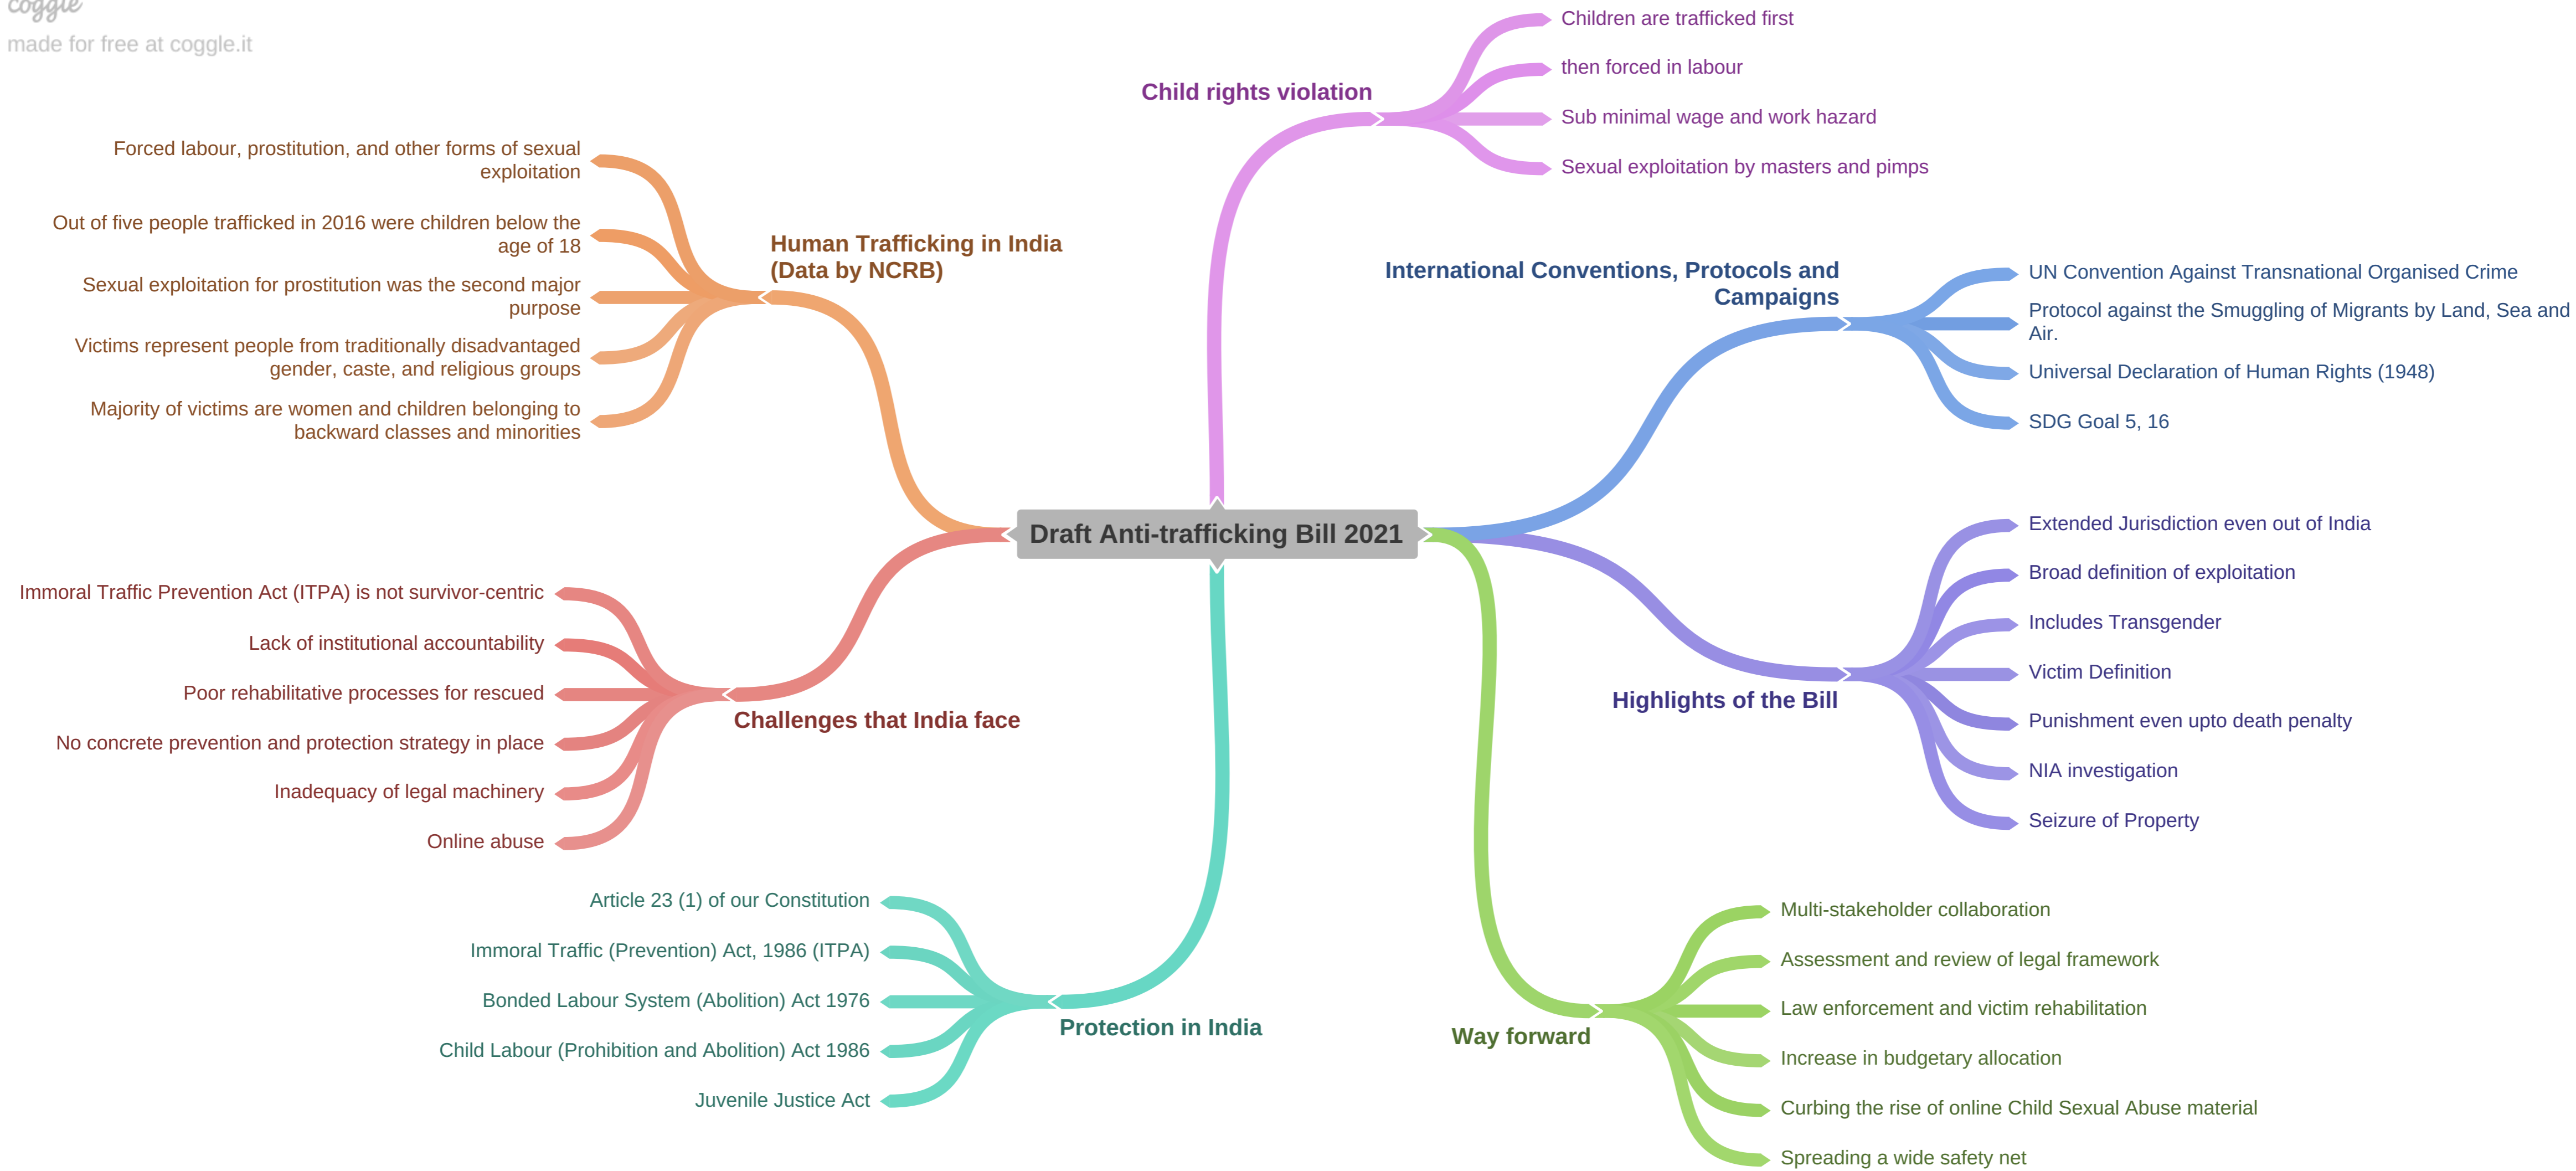 coggle
made for free at coggle.it
Child rights violation
Children are trafficked first
then forced in labour
Sub minimal wage and work hazard
Sexual exploitation by masters and pimps
Human Trafficking in India
(Data by NCRB)
Forced labour, prostitution, and other forms of sexual
exploitation
Out of five people trafficked in 2016 were children below the
age of 18
Sexual exploitation for prostitution was the second major
purpose
Victims represent people from traditionally disadvantaged
gender, caste, and religious groups
Majority of victims are women and children belonging to
backward classes and minorities
International Conventions, Protocols and
Campaigns
UN Convention Against Transnational Organised Crime
Protocol against the Smuggling of Migrants by Land, Sea and
Air.
Universal Declaration of Human Rights (1948)
SDG Goal 5, 16
Draft Anti-trafficking Bill 2021
Highlights of the Bill
Extended Jurisdiction even out of India
Broad definition of exploitation
Includes Transgender
Victim Definition
Punishment even upto death penalty
NIA investigation
Seizure of Property
Challenges that India face
Immoral Traffic Prevention Act (ITPA) is not survivor-centric
Lack of institutional accountability
Poor rehabilitative processes for rescued
No concrete prevention and protection strategy in place
Inadequacy of legal machinery
Online abuse
Protection in India
Article 23 (1) of our Constitution
Immoral Traffic (Prevention) Act, 1986 (ITPA)
Bonded Labour System (Abolition) Act 1976
Child Labour (Prohibition and Abolition) Act 1986
Juvenile Justice Act
Way forward
Multi-stakeholder collaboration
Assessment and review of legal framework
Law enforcement and victim rehabilitation
Increase in budgetary allocation
Curbing the rise of online Child Sexual Abuse material
Spreading a wide safety net